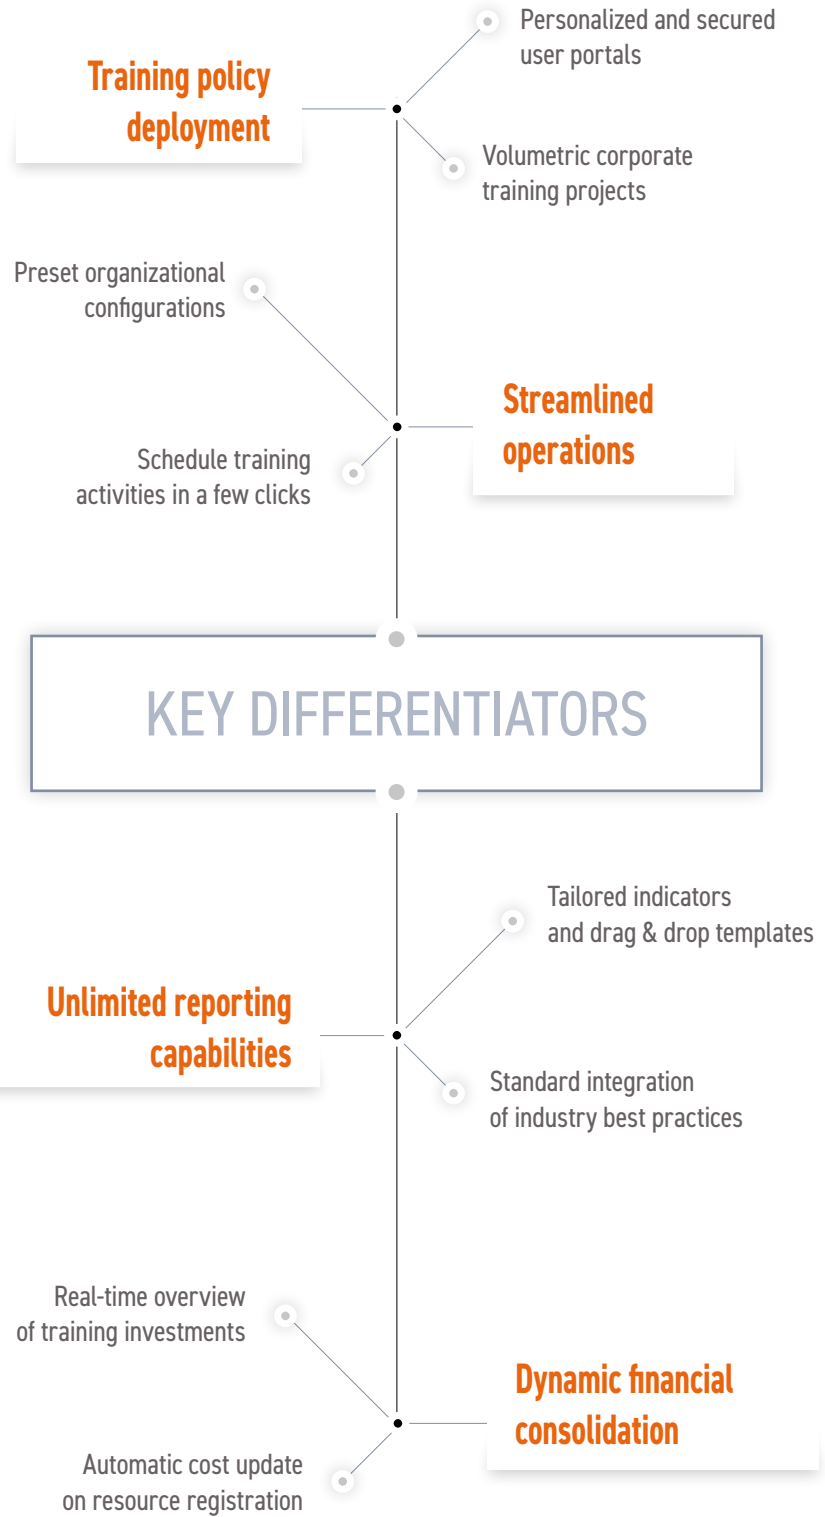 Personalized and secured
user portals
Training policy
deployment
Volumetric corporate
training projects
Preset organizational
configurations
Streamlined
operations
Schedule training
activities in a few clicks
KEY DIFFERENTIATORS
Tailored indicators
and drag & drop templates
Unlimited reporting
capabilities
Standard integration
of industry best practices
Real-time overview
of training investments
Dynamic financial
consolidation
Automatic cost update
on resource registration